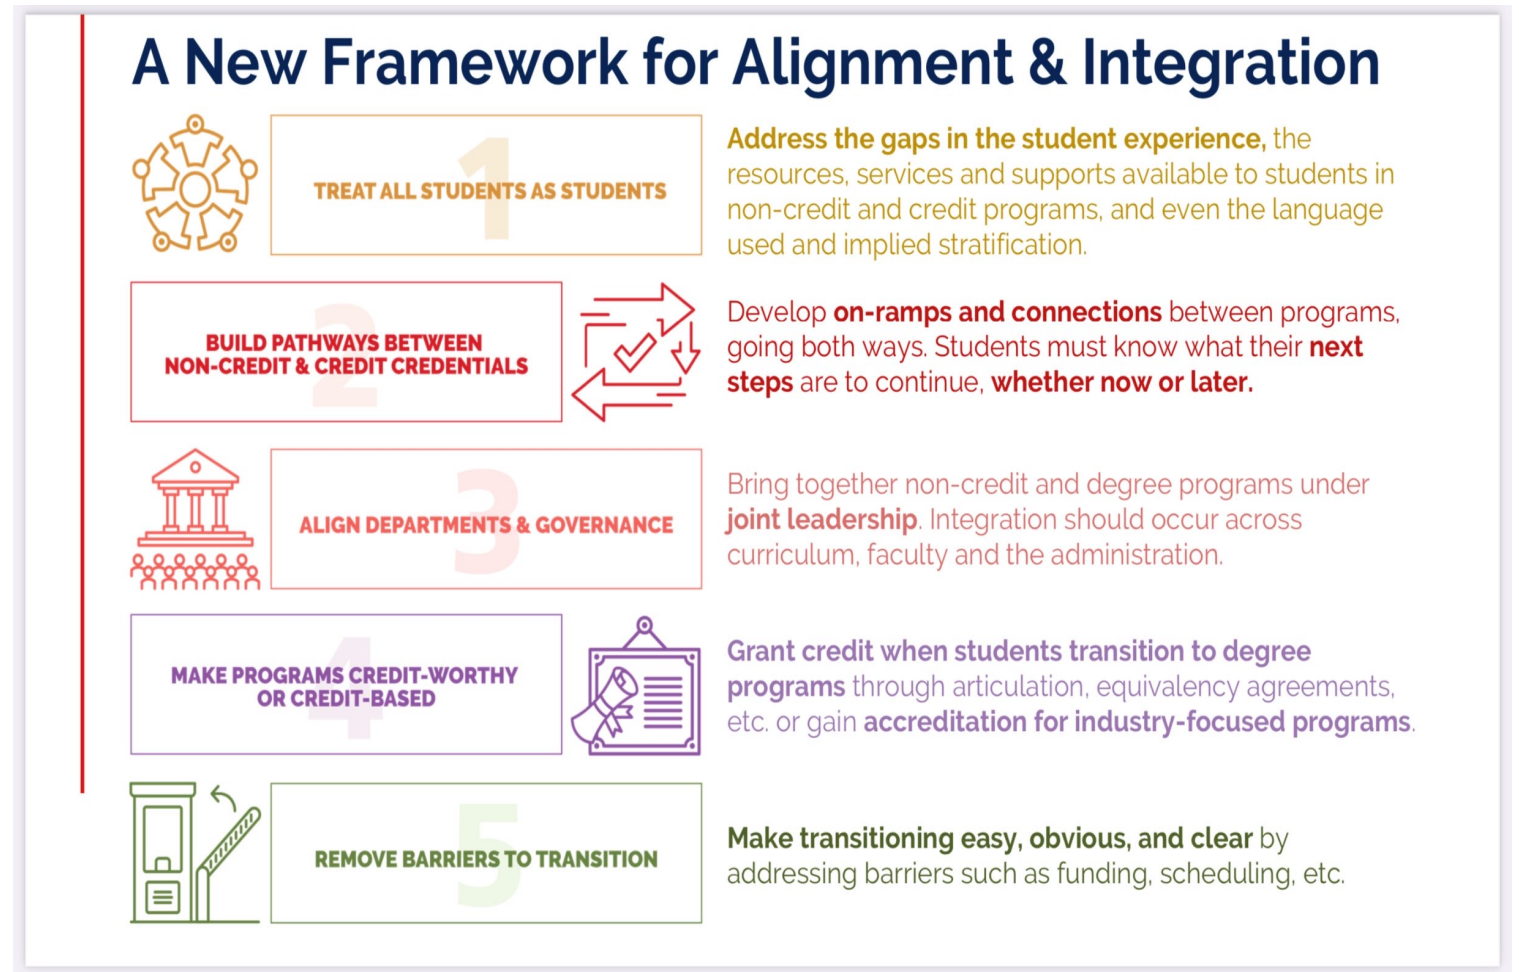 A New Framework for Alignment & Integration
1
TREAT ALL STUDENTS AS STUDENTS
Address the gaps in the student experience, the
resources, services and supports available to students in
non-credit and credit programs, and even the language
used and implied stratification.
2
BUILD PATHWAYS BETWEEN
NON-CREDIT & CREDIT CREDENTIALS
Develop on-ramps and connections between programs,
going both ways. Students must know what their next
steps are to continue, whether now or later.
3
ALIGN DEPARTMENTS & GOVERNANCE
Bring together non-credit and degree programs under
joint leadership. Integration should occur across
curriculum, faculty and the administration.
4
MAKE PROGRAMS CREDIT-WORTHY
OR CREDIT-BASED
Grant credit when students transition to degree
programs through articulation, equivalency agreements,
etc. or gain accreditation for industry-focused programs.
5
REMOVE BARRIERS TO TRANSITION
Make transitioning easy, obvious, and clear by
addressing barriers such as funding, scheduling, etc.